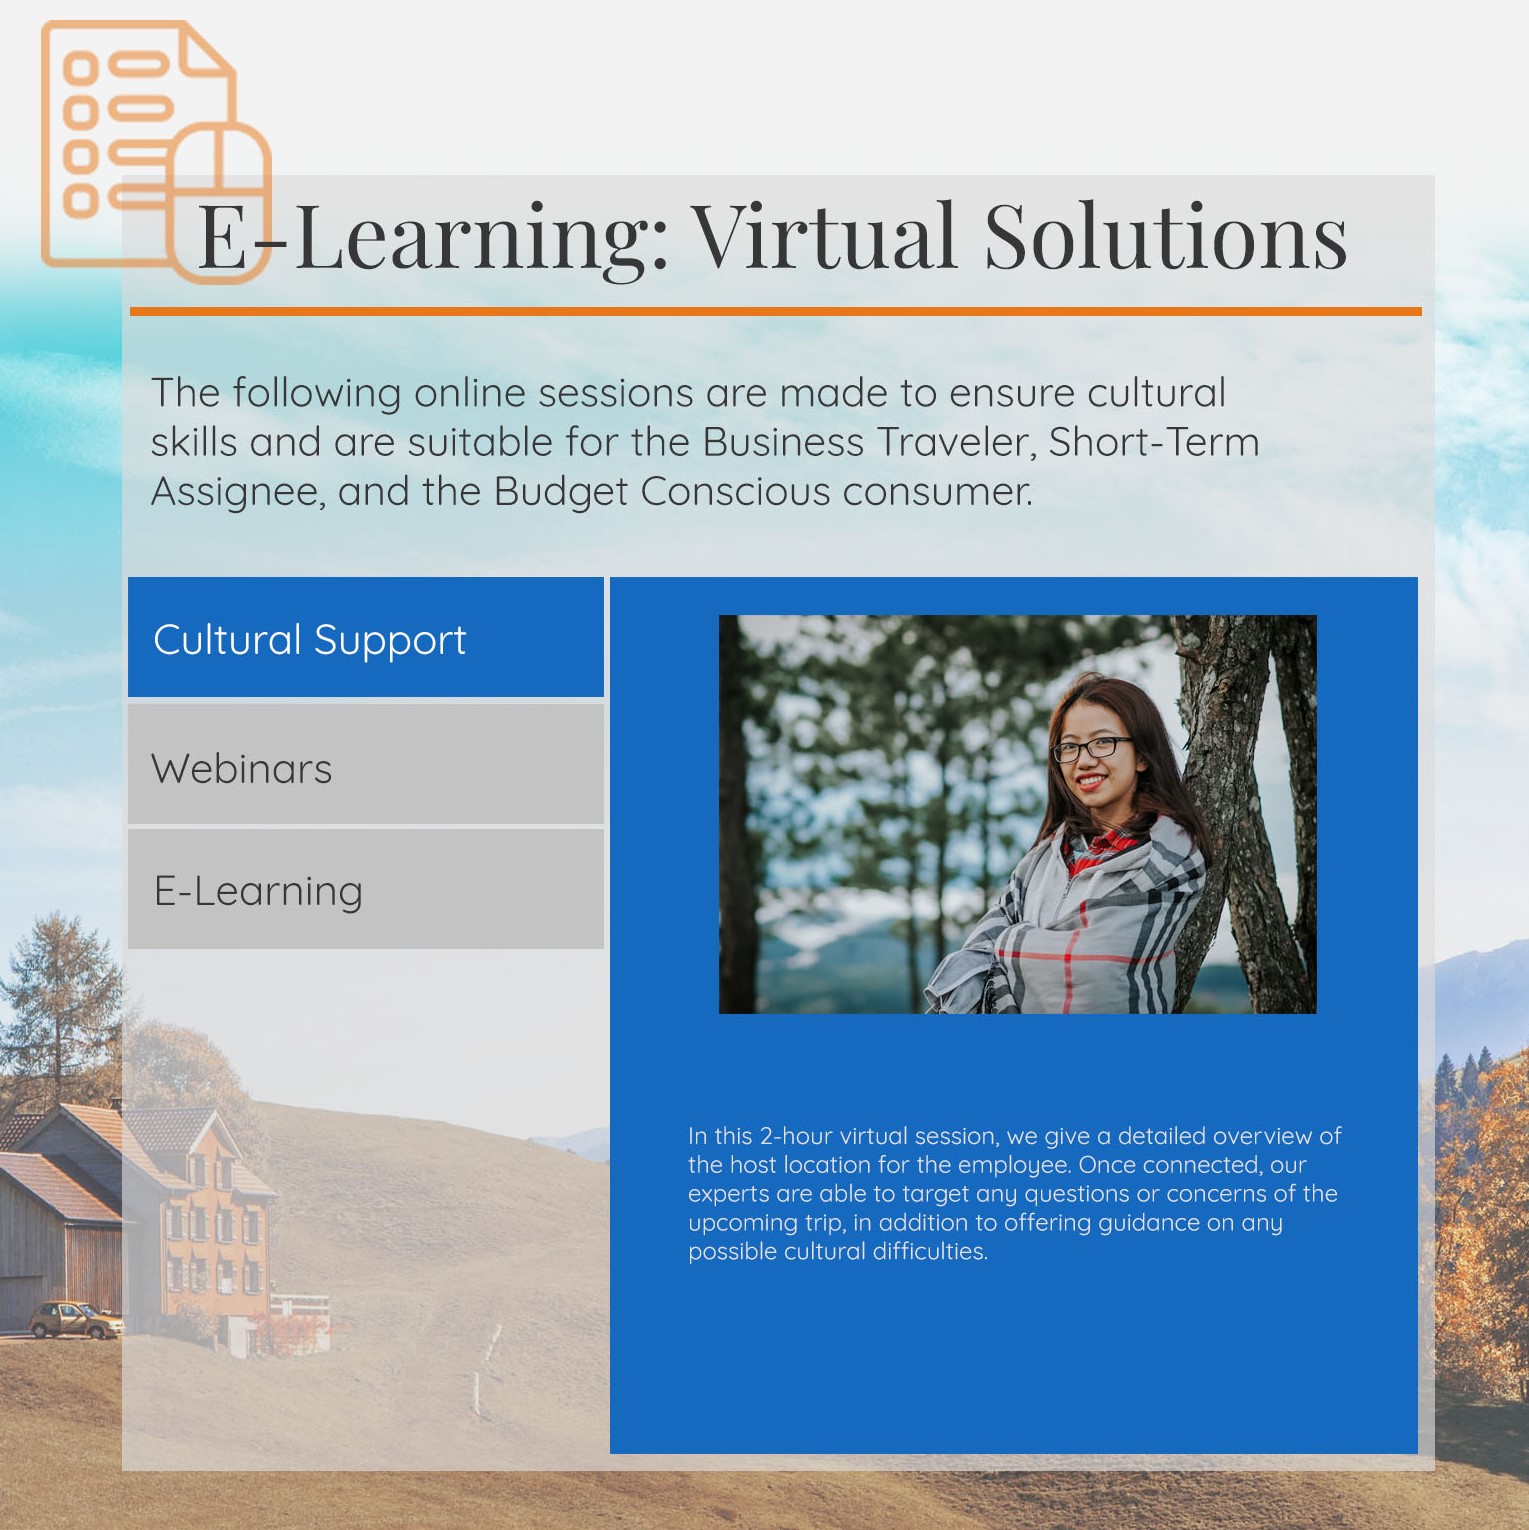 E-Learning: Virtual Solutions
The following online sessions are made to ensure cultural
skills and are suitable for the Business Traveler, Short-Term
Assignee, and the Budget Conscious consumer.
Cultural Support
Webinars
E-Learning
In this 2-hour virtual session, we give a detailed overview of
the host location for the employee. Once connected, our
experts are able to target any questions or concerns of the
upcoming trip, in addition to offering guidance on any
possible cultural difficulties.